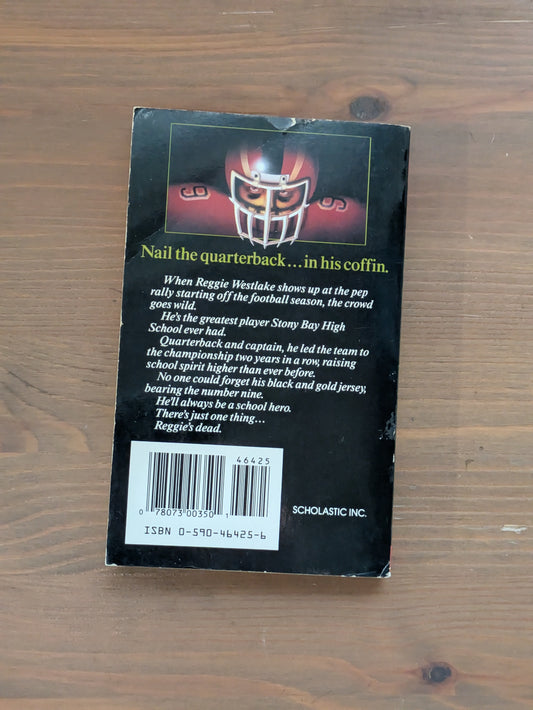 9 9
Nail the quarterback...in his coffin.
When Reggie Westlake shows up at the pep
rally starting off the football season, the crowd
goes wild.
He's the greatest player Stony Bay High
School ever had.
Quarterback and captain, he led the team to
the championship two years in a row, raising
school spirit higher than ever before.
No one could forget his black and gold jersey,
bearing the number nine.
He'll always be a school hero.
There's just one thing...
Reggie's dead.
46425
0 78073 00350 1
ISBN 0-590-46425-6
SCHOLASTIC INC.